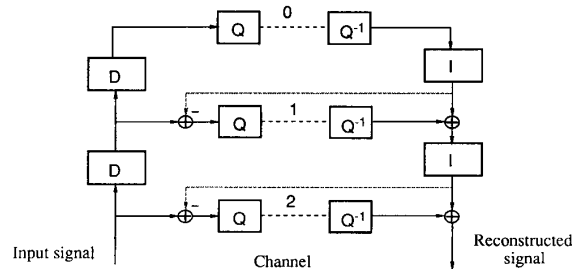 0
Q
Q-1
D
I
−
1
Q
Q-1
D
I
−
2
Q
Q-1
Input signal
Channel
Reconstructed
signal